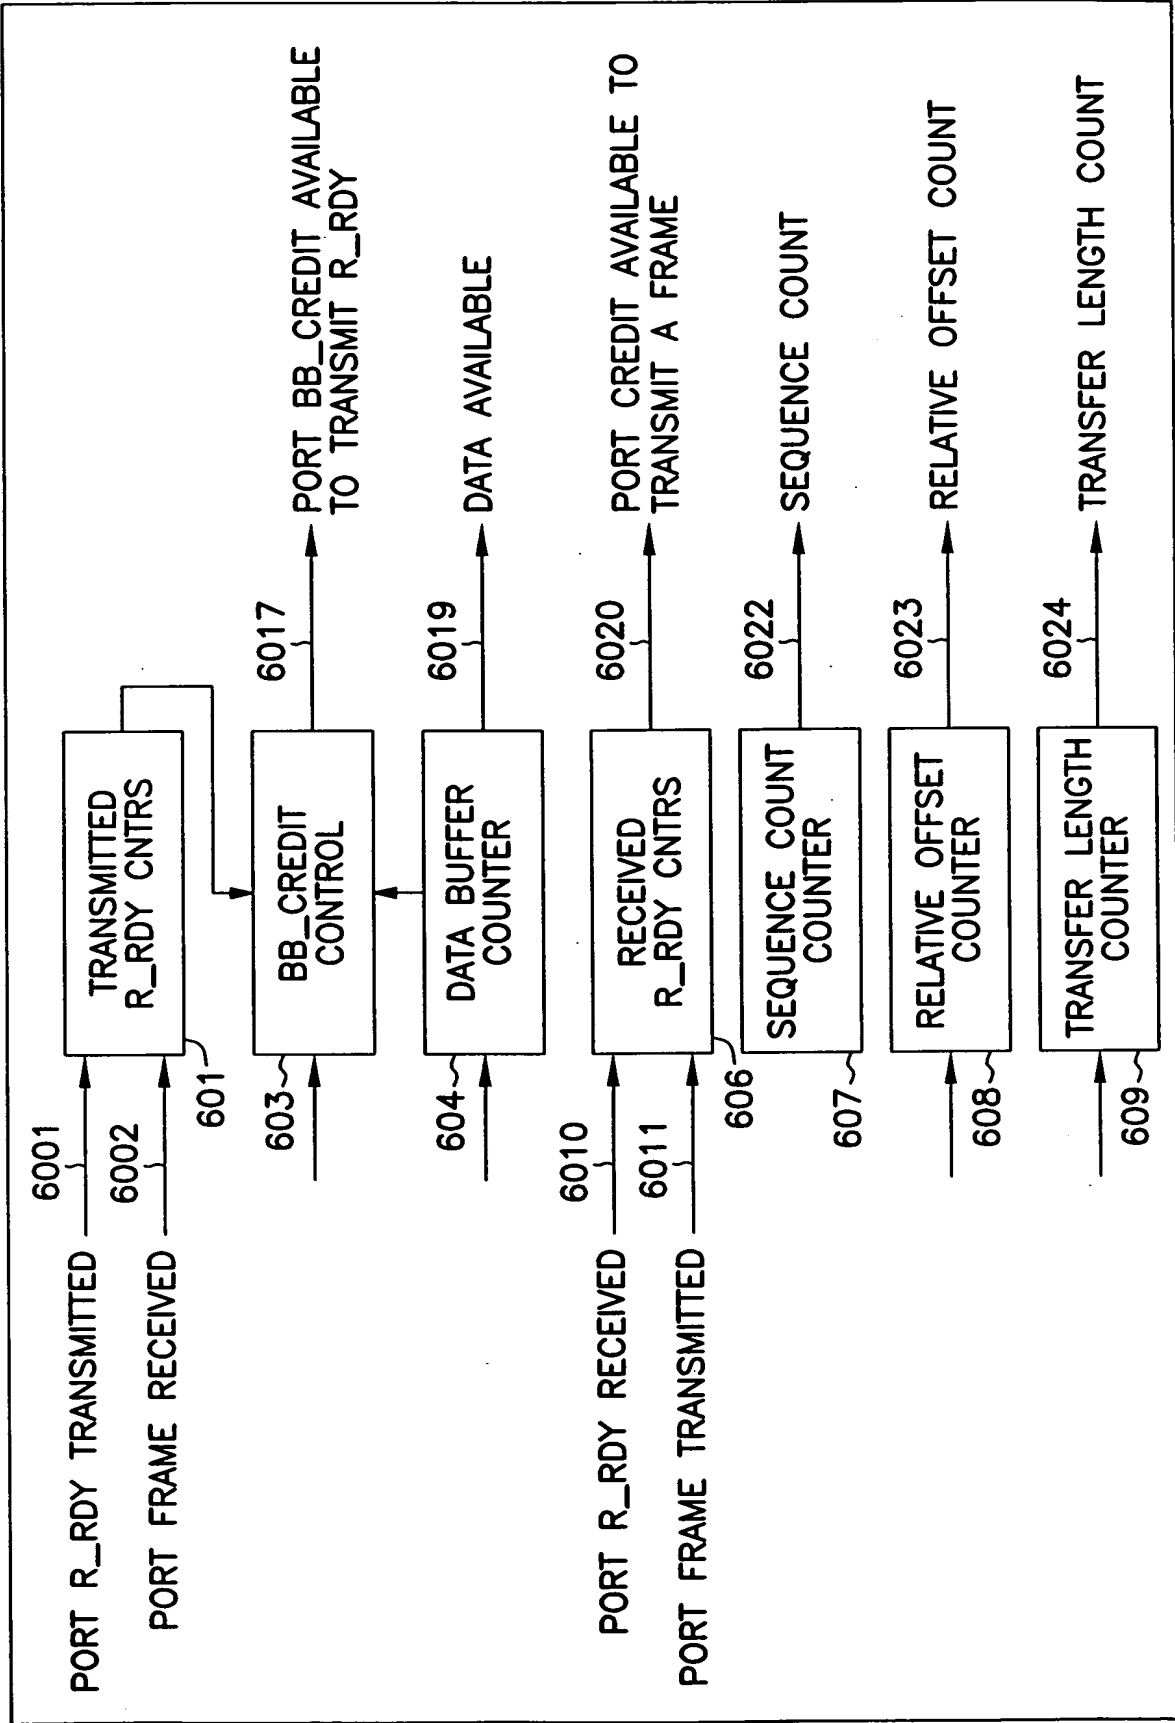 PORT R_RDY TRANSMITTED
6001
PORT FRAME RECEIVED
6002
TRANSMITTED
R_RDY CNTRS
601
603
BB_CREDIT
CONTROL
6017
PORT BB_CREDIT AVAILABLE
TO TRANSMIT R_RDY
604
DATA BUFFER
COUNTER
6019
DATA AVAILABLE
PORT R_RDY RECEIVED
6010
PORT FRAME TRANSMITTED
6011
RECEIVED
R_RDY CNTRS
606
6020
PORT CREDIT AVAILABLE TO
TRANSMIT A FRAME
607
SEQUENCE COUNT
COUNTER
6022
SEQUENCE COUNT
608
RELATIVE OFFSET
COUNTER
6023
RELATIVE OFFSET COUNT
609
TRANSFER LENGTH
COUNTER
6024
TRANSFER LENGTH COUNT